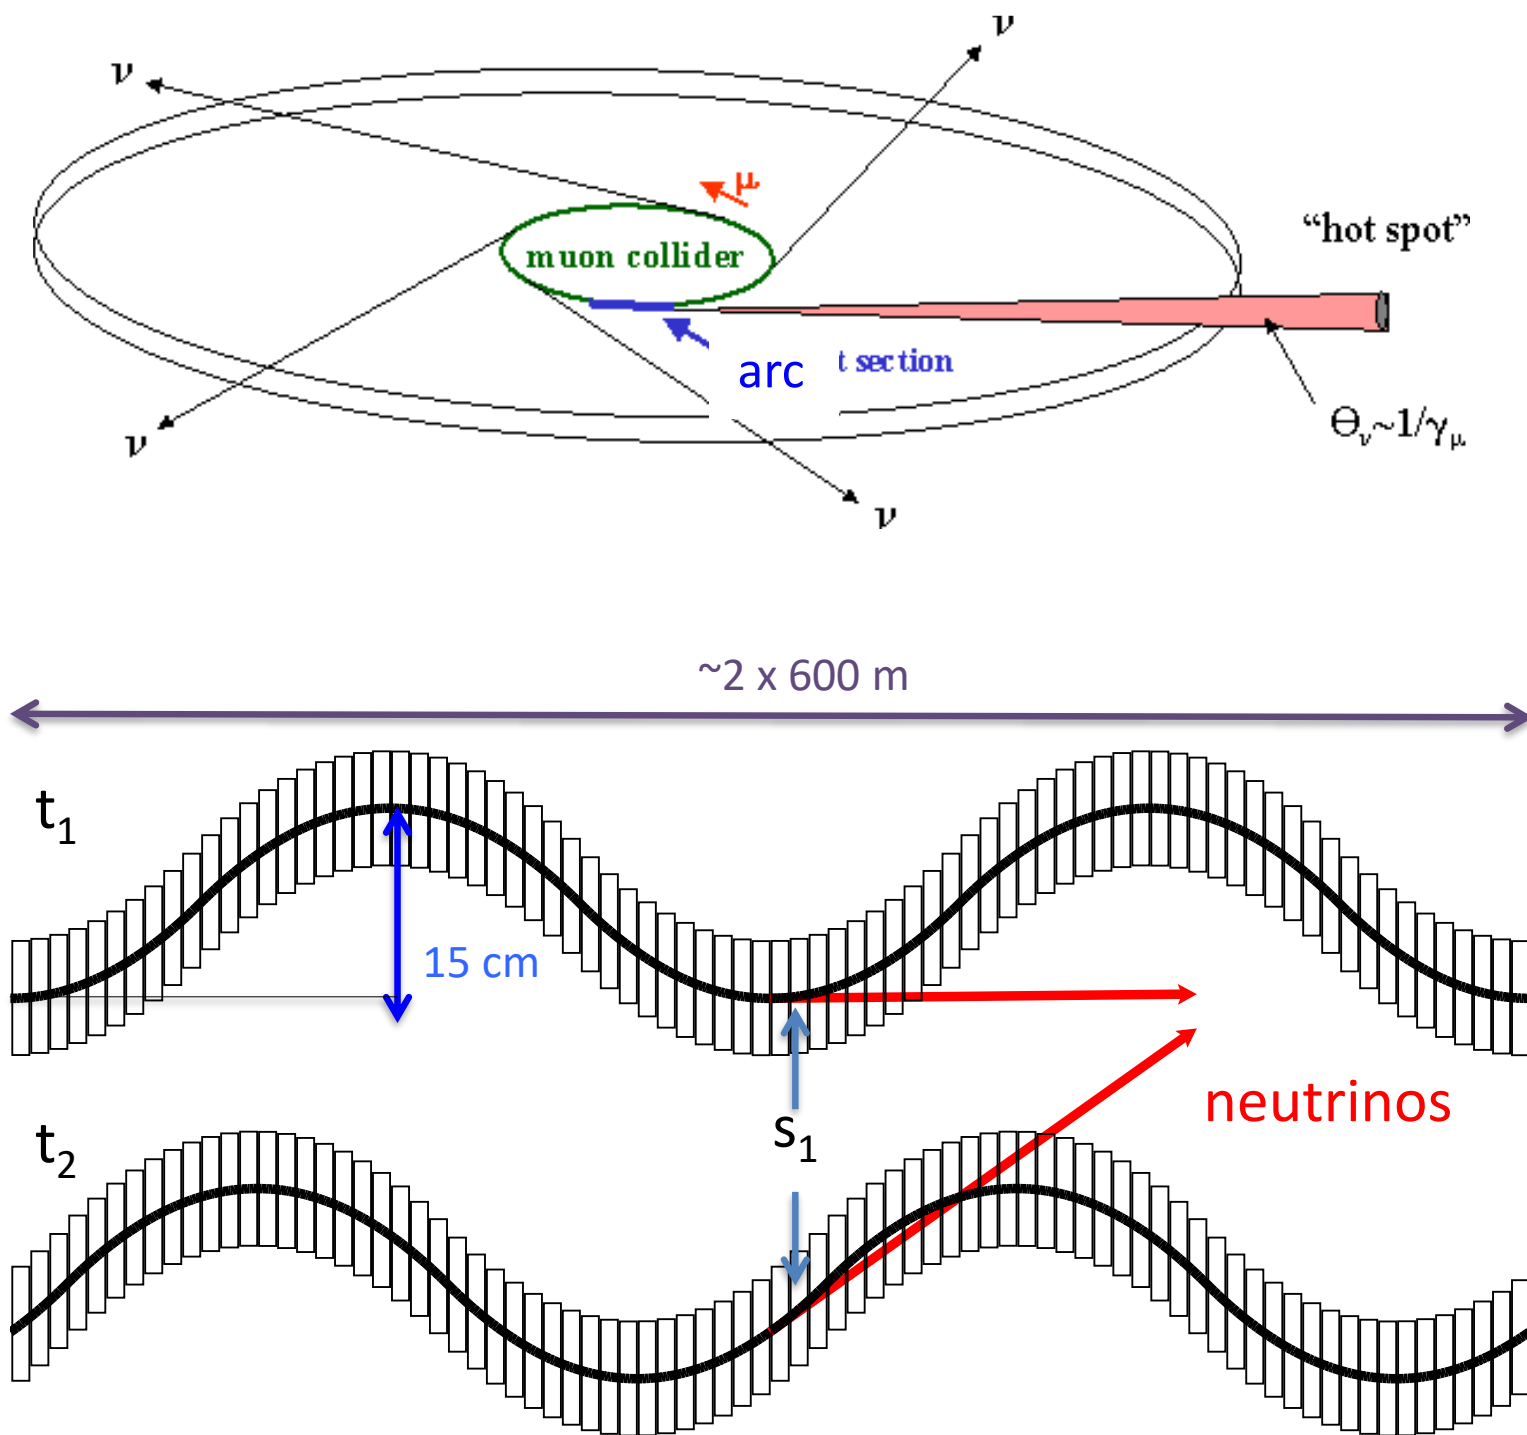 ν
ν
μ
"hot spot"
muon collider
arc
t section
Θν~1/γμ
ν
ν
~2 x 600 m
t1
15 cm
neutrinos
s1
t2